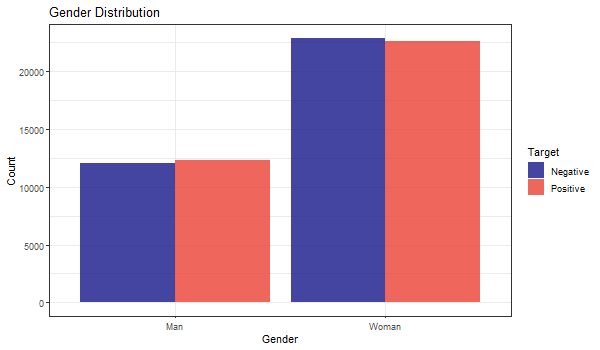 Gender Distribution
20000
15000
10000
5000
0
Count
Man
Woman
Gender
Target
Negative
Positive